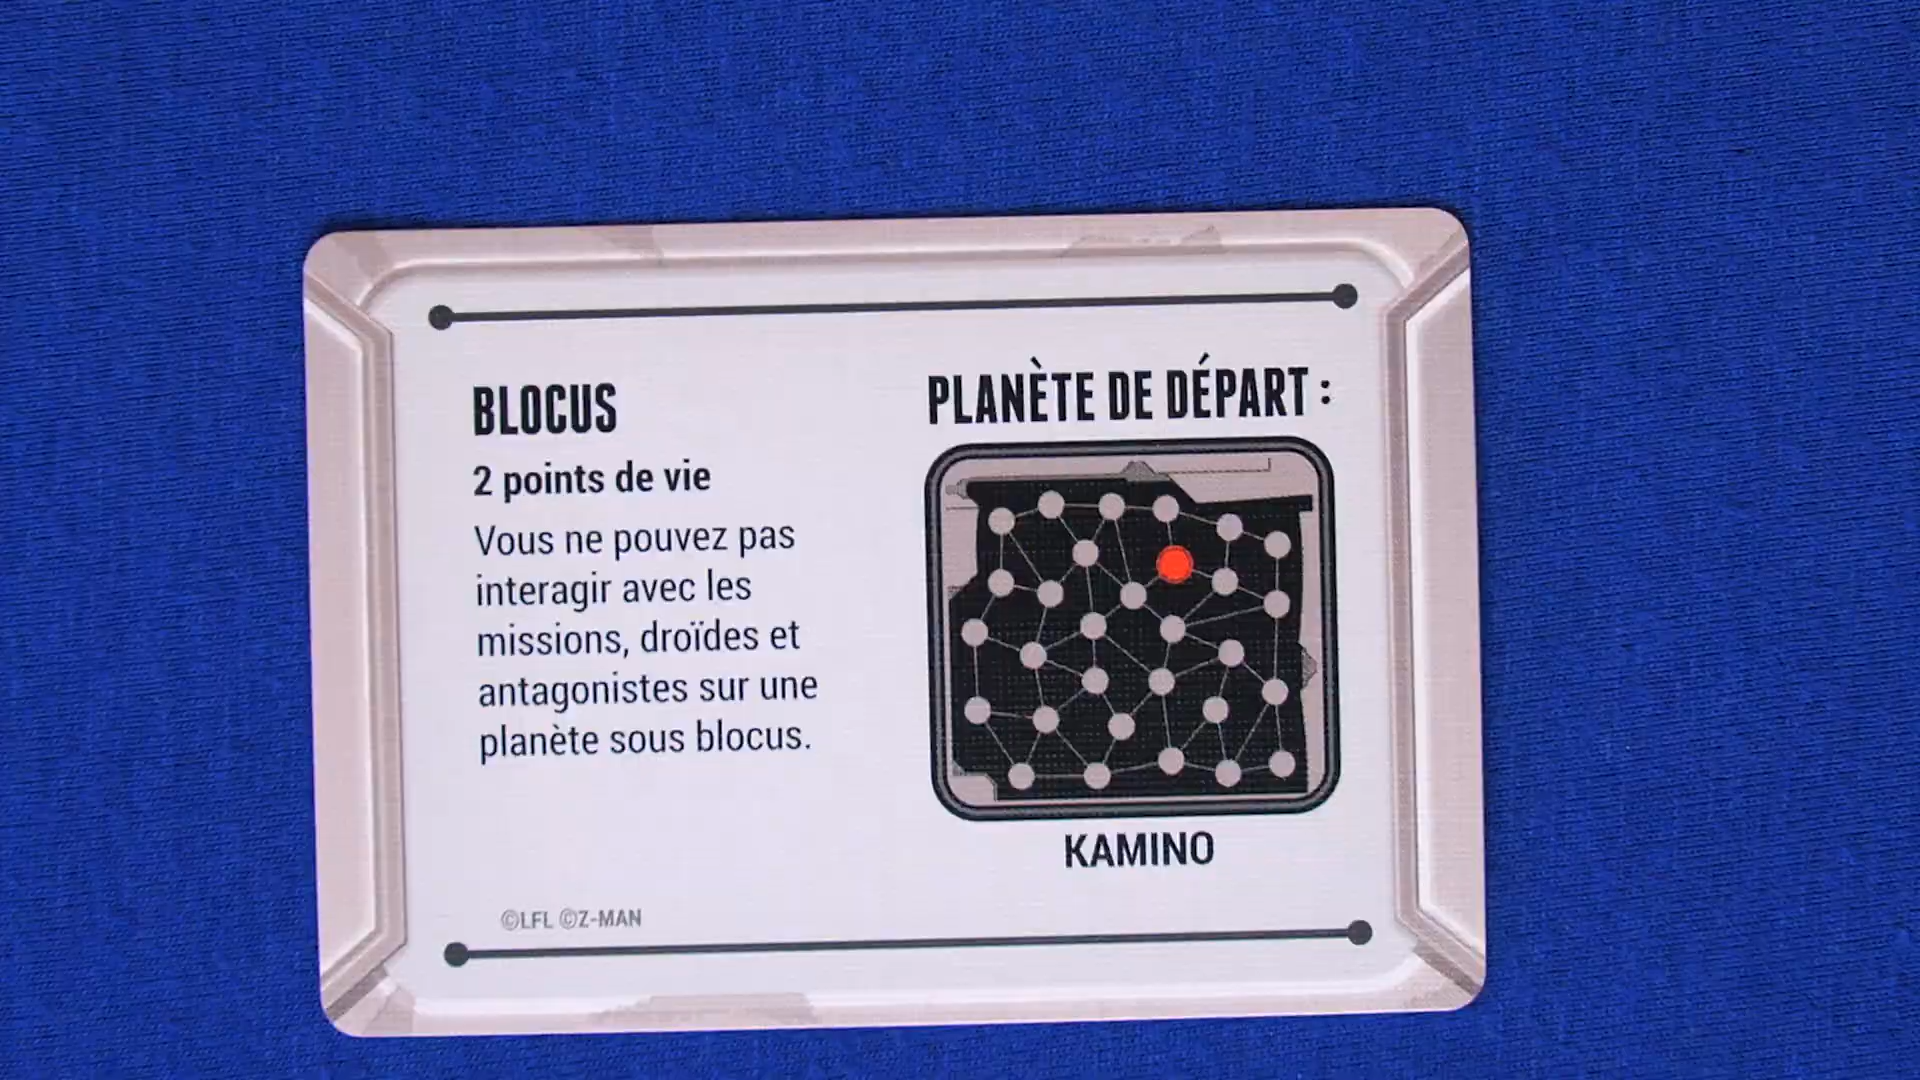 BLOCUS
2 points de vie
Vous ne pouvez pas
interagir avec les
missions, droïdes et
antagonistes sur une
planète sous blocus.
©LFL ©Z-MAN
PLANÈTE DE DÉPART :
KAMINO